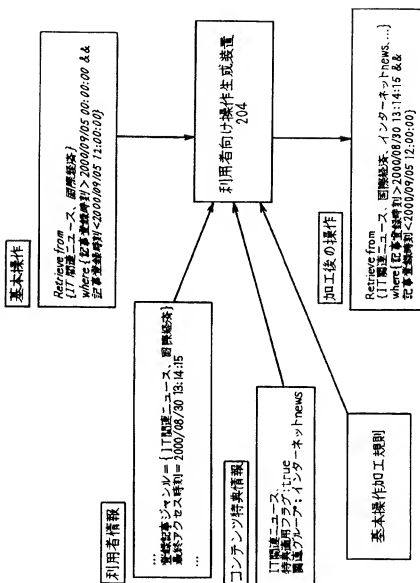 基本操作
Retrieve from
{IT関連ニュース、国際経済}
where{記事登録時刻>2000/09/05 00:00:00 &&
記事登録時刻<2000/09/05 12:00:00}
利用者情報
...
登録記事ジャンル={IT関連ニュース、国際経済}
最終アクセス時刻=2000/08/30 13:14:15
...
コンテンツ特典情報
IT関連ニュース、
特典適用フラグ:true
関連グループ:インターネットnews
基本操作加工規則
利用者向け操作生成装置
204
加工後の操作
Retrieve from
{IT関連ニュース、国際経済、インターネットnews,...}
where{記事登録時刻>2000/08/30 13:14:15 &&
記事登録時刻<2000/09/05 12:00:00}